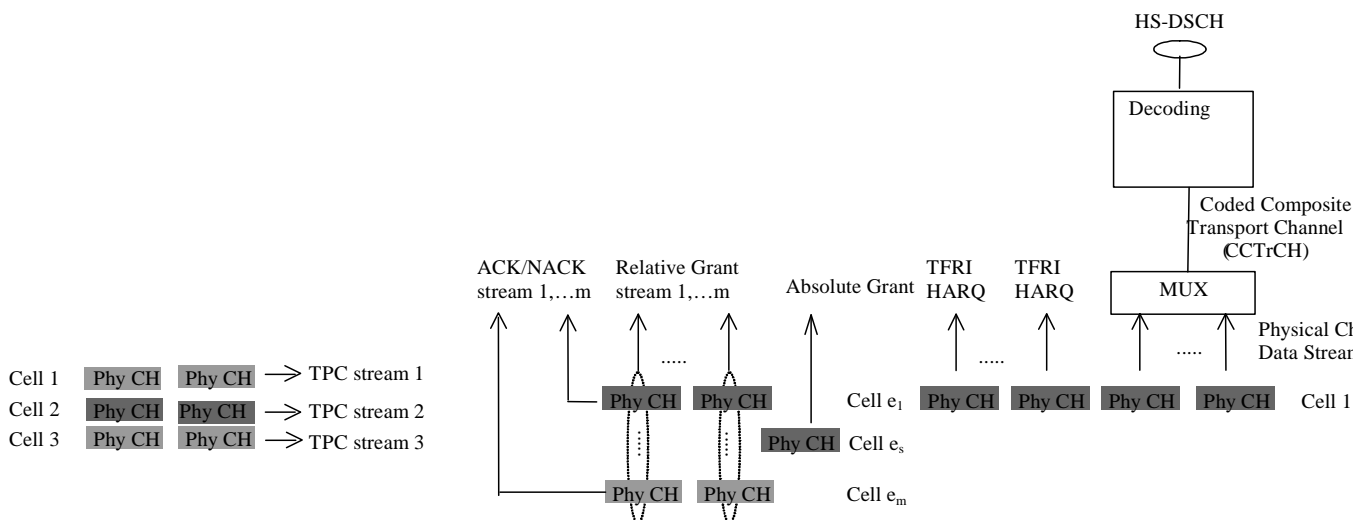 HS-DSCH
Decoding
Coded Composite
Transport Channel
(CCTrCH)
ACK/NACK
stream 1,…m
Relative Grant
stream 1,…m
Absolute Grant
TFRI
HARQ
TFRI
HARQ
MUX
Physical Ch
Data Stream
.....
.....
.....
Cell 1 Phy CH Phy CH TPC stream 1
Cell 2 Phy CH Phy CH TPC stream 2
Cell 3 Phy CH Phy CH TPC stream 3
Phy CH Phy CH Cell e₁ Phy CH Phy CH Phy CH Phy CH Cell 1
Phy CH Cell eₛ
Phy CH Phy CH Cell eₘ